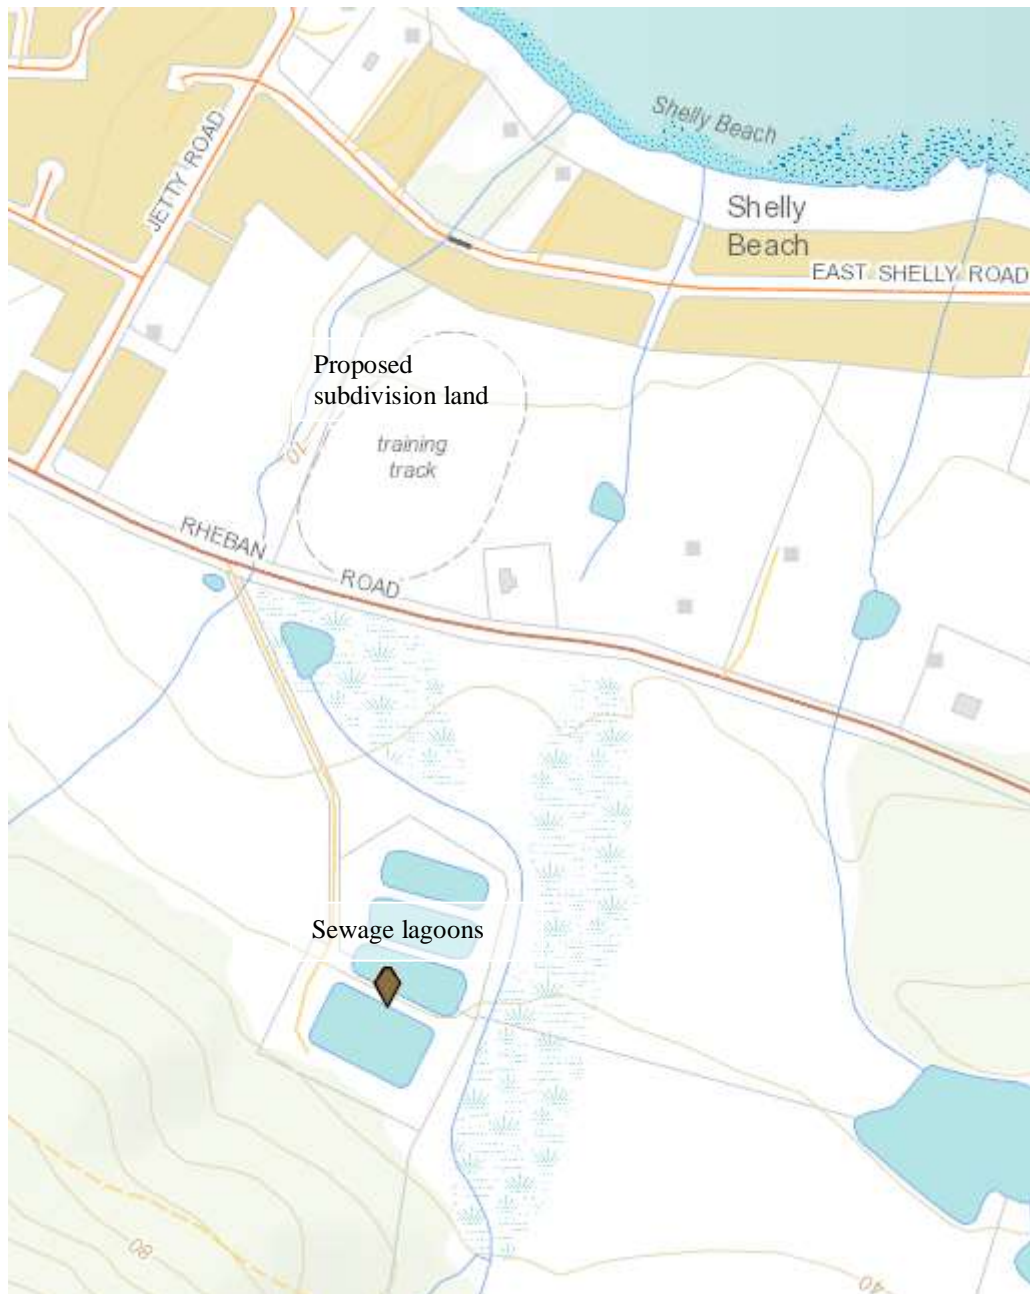 Shelly Beach
JETTY ROAD
Shelly
Beach
EAST SHELLY ROAD
Proposed
subdivision land
training
track
10
RHEBAN ROAD
Sewage lagoons
80
40